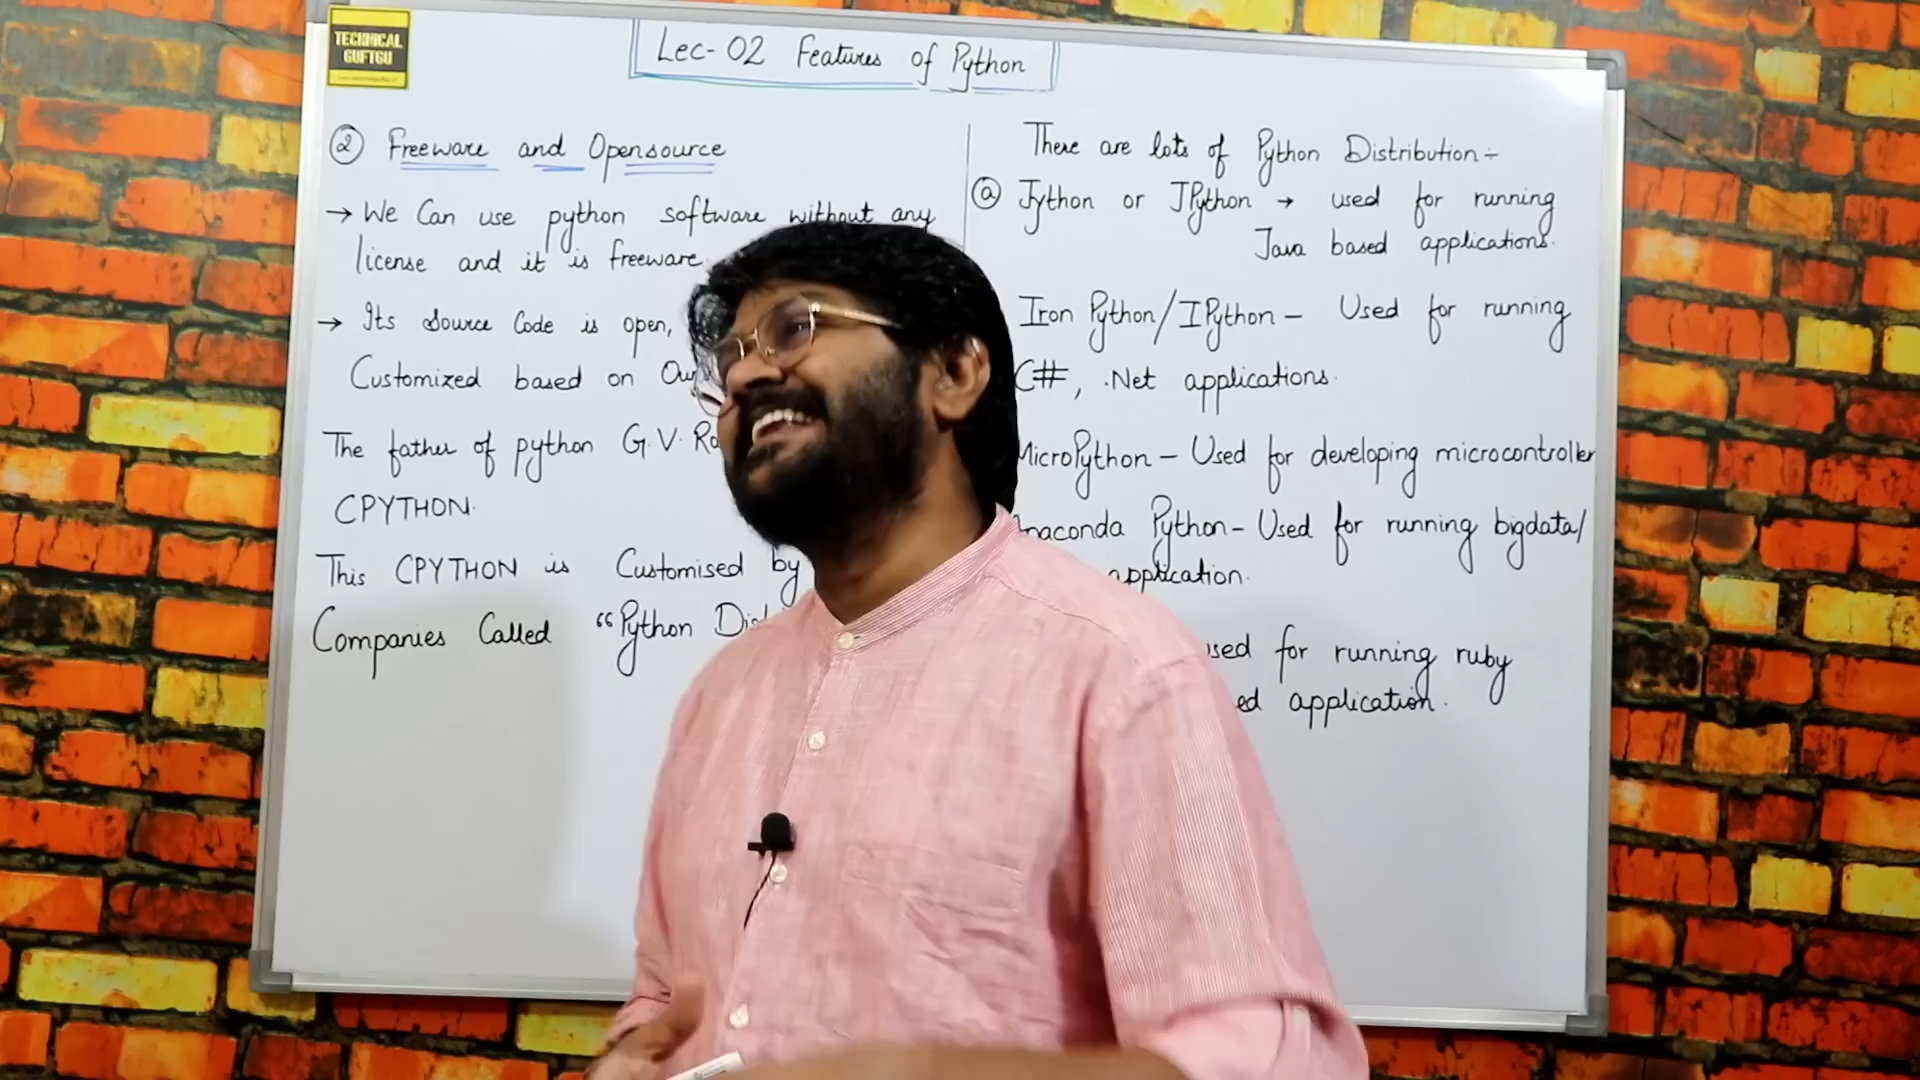 TECHNICAL
GUFTGU
Lec-02 Features of Python
② Freeware and Opensource
→ We Can use python software without any
license and it is freeware
→ Its source Code is open,
Customized based on Our
The father of python G.V.
CPYTHON.
This CPYTHON is Customised by
Companies Called "Python
There are lots of Python Distribution÷
ⓐ Jython or JPython → used for running
Java based applications.
Iron Python/IPython – Used for running
C#, .Net applications.
MicroPython – Used for developing microcontroller
Anaconda Python – Used for running bigdata/
application.
used for running ruby
application.